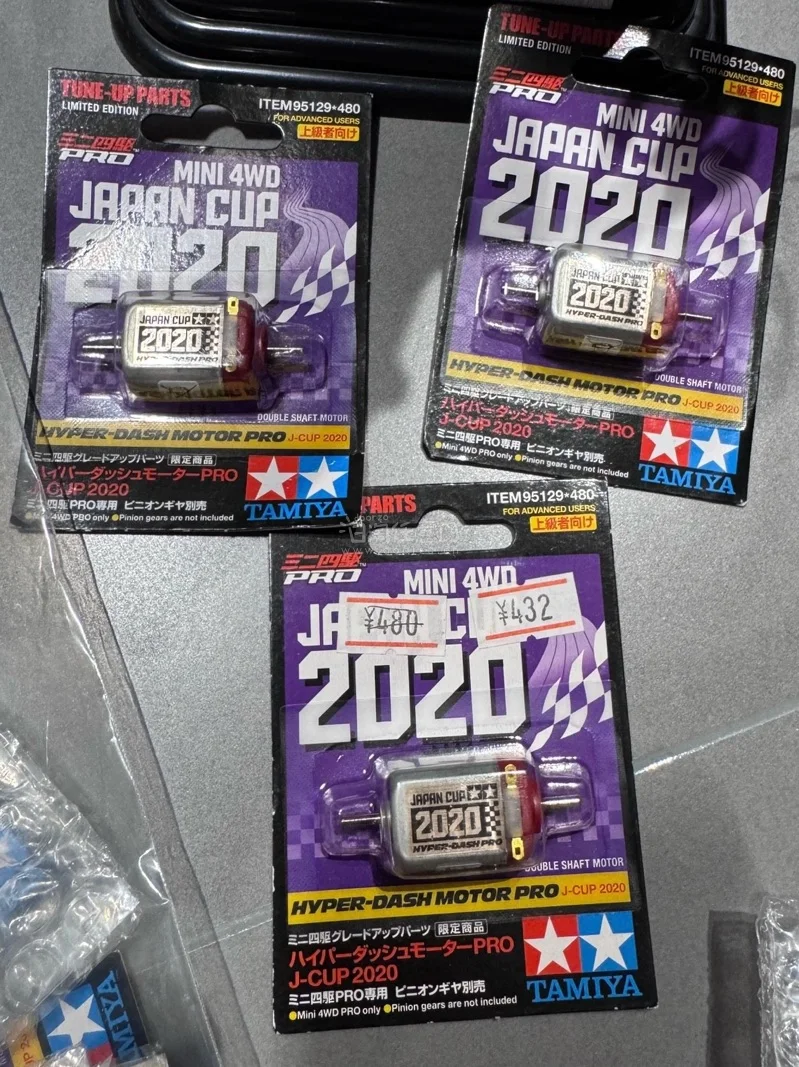 TUNE-UP PARTS
LIMITED EDITION
ITEM95129*480
FOR ADVANCED USERS
上級者向け
ミニ四駆
PRO
MINI 4WD
JAPAN CUP
2020
JAPAN CUP
2020
HYPER-DASH PRO
DOUBLE SHAFT MOTOR
HYPER-DASH MOTOR PRO J-CUP 2020
ミニ四駆グレードアップパーツ 限定商品
ハイパーダッシュモーターPRO
J-CUP 2020
ミニ四駆PRO専用 ピニオンギヤ別売
Mini 4WD PRO only Pinion gears are not included
TAMIYA
TUNE-UP PARTS
LIMITED EDITION
ITEM95129*480
FOR ADVANCED USERS
上級者向け
ミニ四駆
PRO
MINI 4WD
JAPAN CUP
2020
JAPAN CUP
2020
HYPER-DASH PRO
DOUBLE SHAFT MOTOR
HYPER-DASH MOTOR PRO J-CUP 2020
ミニ四駆グレードアップパーツ 限定商品
ハイパーダッシュモーターPRO
J-CUP 2020
ミニ四駆PRO専用 ピニオンギヤ別売
Mini 4WD PRO only Pinion gears are not included
TAMIYA
PARTS
ITEM95129*480
FOR ADVANCED USERS
上級者向け
ミニ四駆
PRO
MINI 4WD
¥480
¥432
2020
JAPAN CUP
2020
HYPER-DASH PRO
DOUBLE SHAFT MOTOR
HYPER-DASH MOTOR PRO J-CUP 2020
ミニ四駆グレードアップパーツ 限定商品
ハイパーダッシュモーターPRO
J-CUP 2020
ミニ四駆PRO専用 ピニオンギヤ別売
Mini 4WD PRO only Pinion gears are not included
TAMIYA
TAMIYA